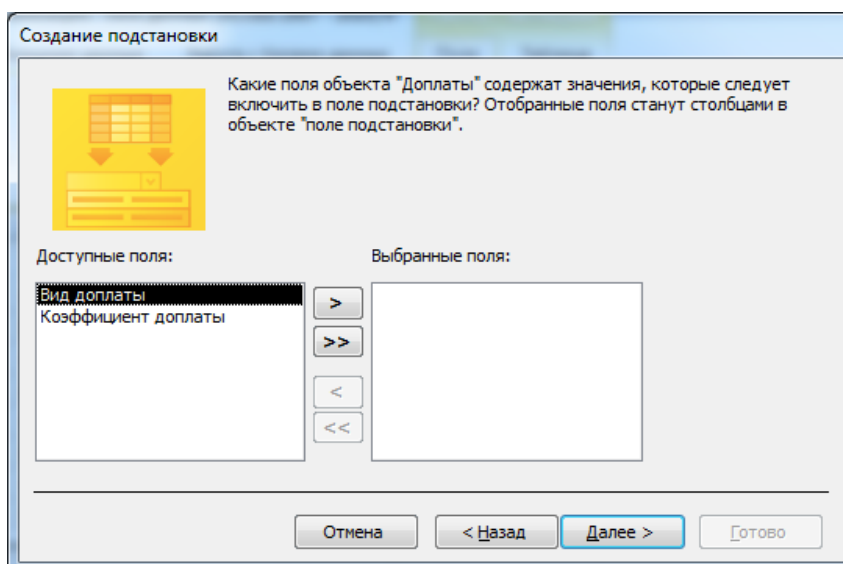 Создание подстановки
Какие поля объекта "Доплаты" содержат значения, которые следует
включить в поле подстановки? Отобранные поля станут столбцами в
объекте "поле подстановки".
Доступные поля:
Выбранные поля:
Вид доплаты
Коэффициент доплаты
>
>>
<
<<
Отмена
< Назад
Далее >
Готово